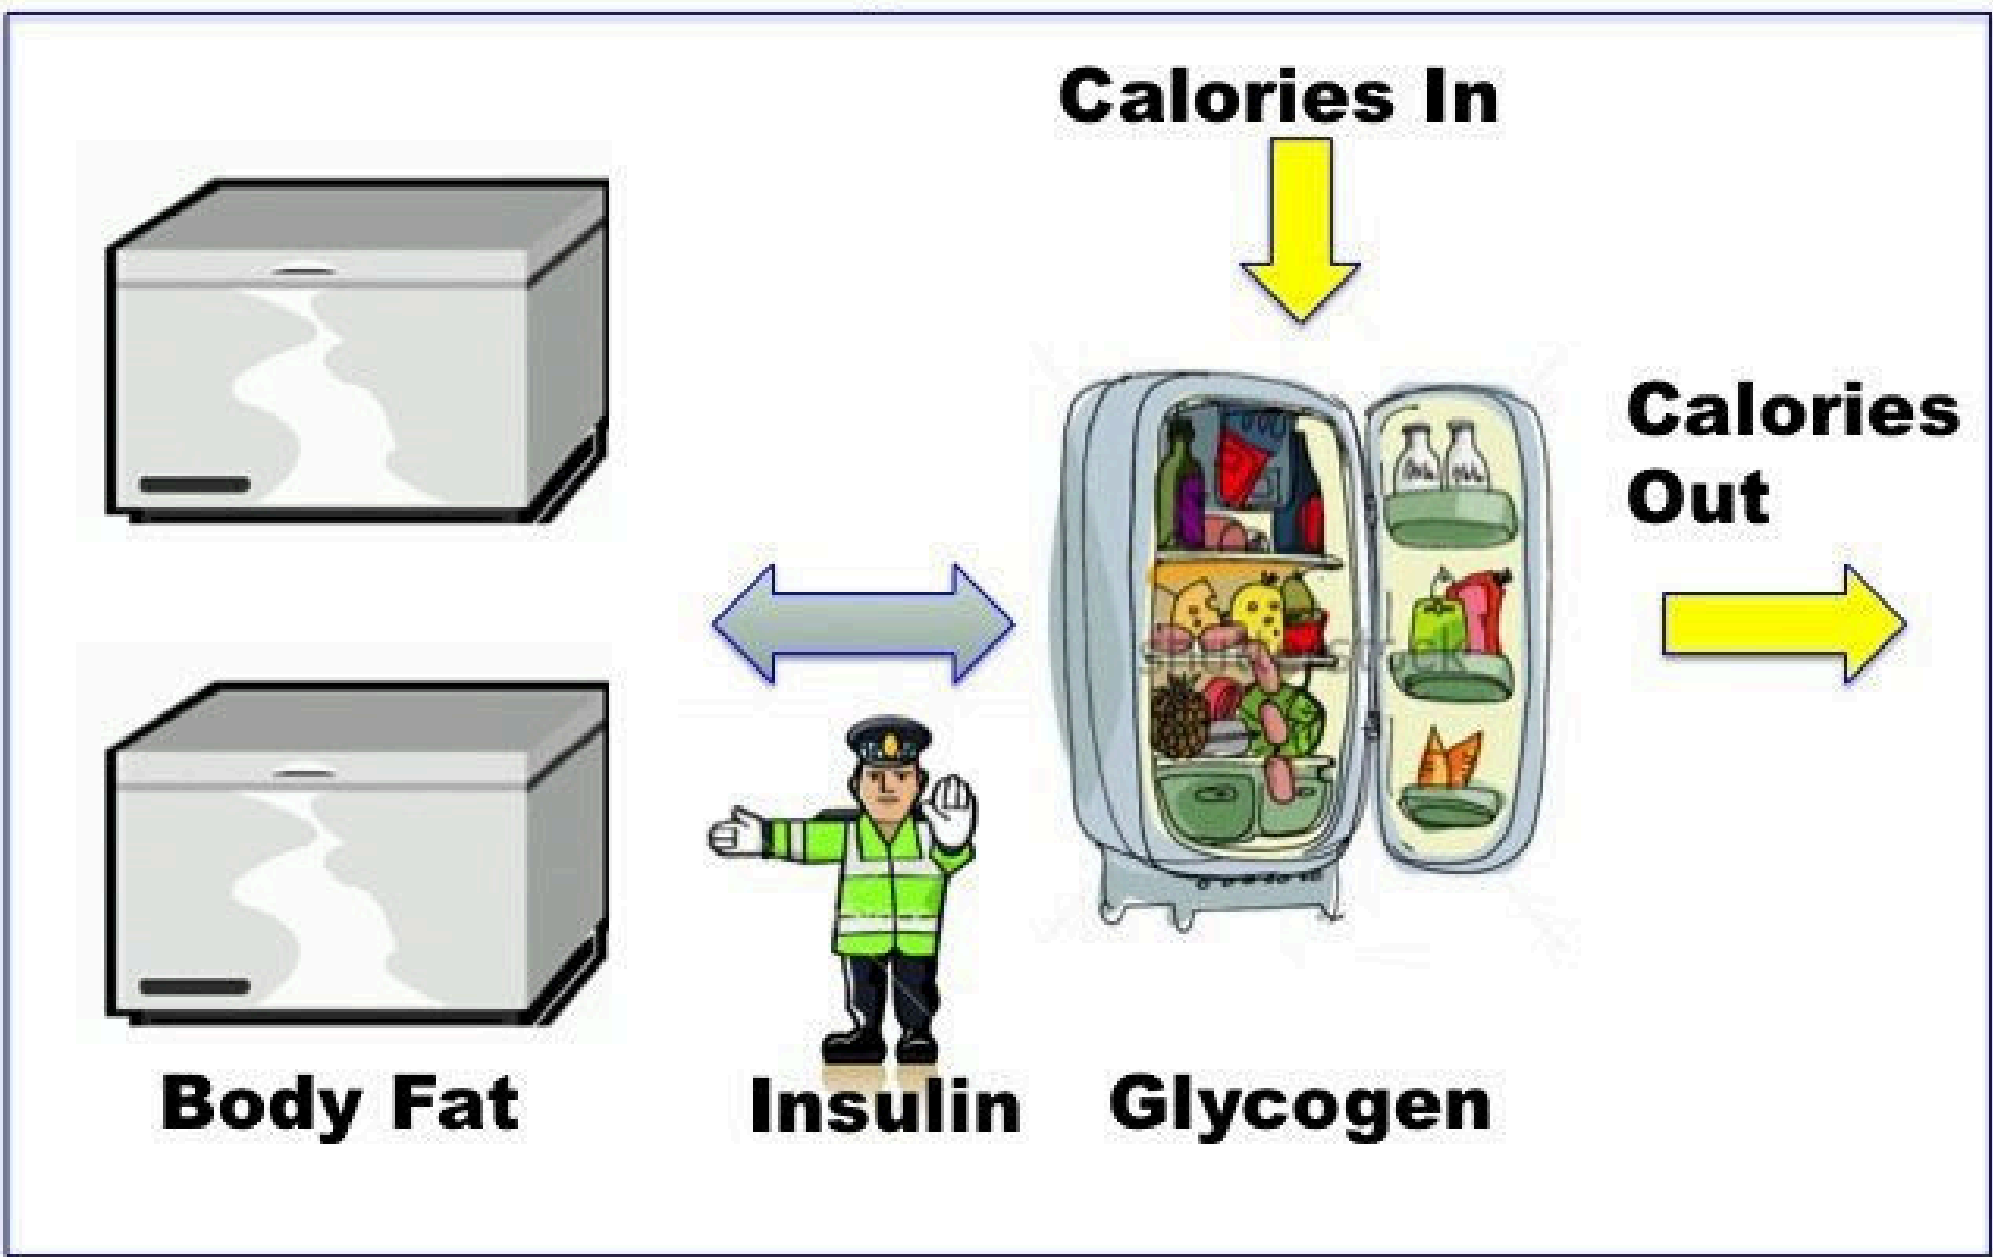 Calories In
Calories
Out
Body Fat
Insulin
Glycogen